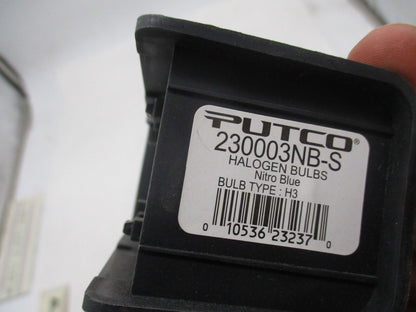 PUTCO®
230003NB-S
HALOGEN BULBS
Nitro Blue
BULB TYPE : H3
0 10536 23237 0